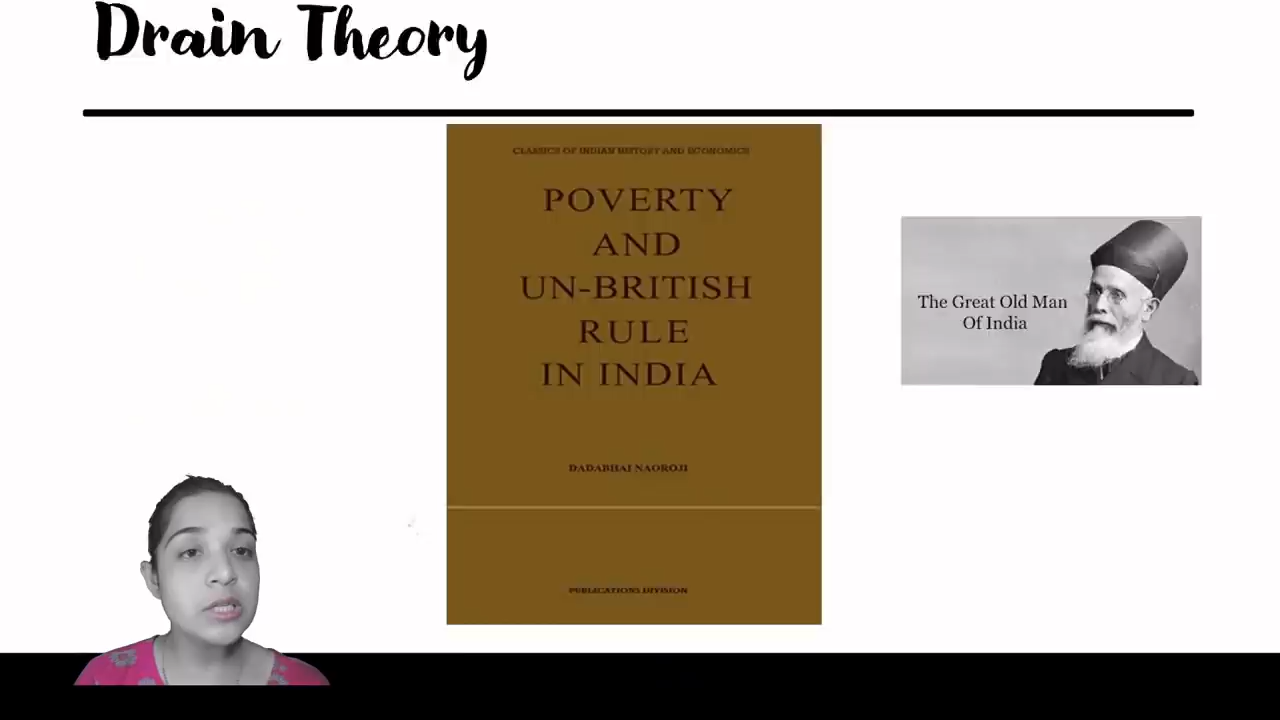 Drain Theory
CLASSICS OF INDIAN HISTORY AND ECONOMICS
POVERTY
AND
UN-BRITISH
RULE
IN INDIA
DADABHAI NAOROJI
PUBLICATIONS DIVISION
The Great Old Man
Of India